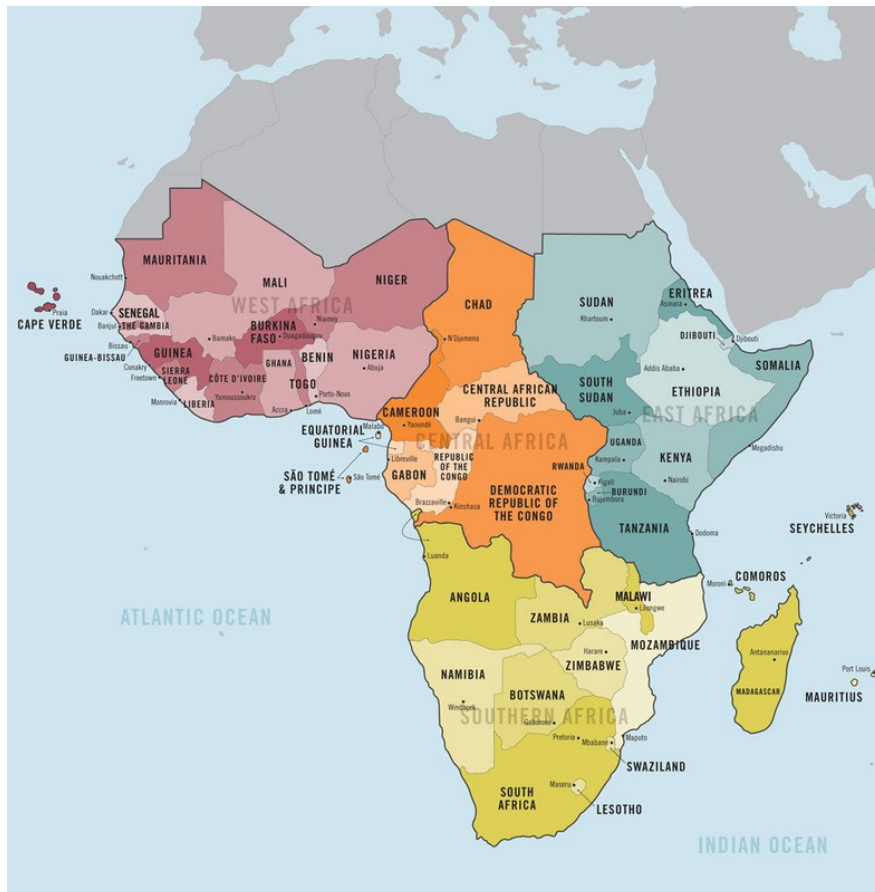 MAURITANIA
Nouakchott
MALI
NIGER
WEST AFRICA
Praia
CAPE VERDE
Dakar
SENEGAL
Banjul
THE GAMBIA
Bissau
GUINEA-BISSAU
Bamako
BURKINA
FASO
Ouagadougou
Niamey
GUINEA
Conakry
SIERRA
LEONE
Freetown
CÔTE D'IVOIRE
Yamoussoukro
GHANA
BENIN
TOGO
NIGERIA
Abuja
Monrovia
LIBERIA
Accra
Lomé
Porto-Novo
CHAD
N'Djamena
CENTRAL AFRICAN
REPUBLIC
Bangui
CAMEROON
Yaoundé
CENTRAL AFRICA
Malabo
EQUATORIAL
GUINEA
Libreville
REPUBLIC
OF THE
CONGO
GABON
SÃO TOMÉ
& PRINCIPE
São Tomé
Brazzaville
Kinshasa
DEMOCRATIC
REPUBLIC OF
THE CONGO
SUDAN
Khartoum
ERITREA
Asmara
DJIBOUTI
Djibouti
SOMALIA
Addis Ababa
ETHIOPIA
SOUTH
SUDAN
Juba
EAST AFRICA
UGANDA
Kampala
KENYA
Nairobi
Mogadishu
RWANDA
Kigali
BURUNDI
Bujumbura
TANZANIA
Dodoma
Victoria
SEYCHELLES
Luanda
ANGOLA
ZAMBIA
Lusaka
MALAWI
Lilongwe
Moroni
COMOROS
MOZAMBIQUE
Harare
ZIMBABWE
ATLANTIC OCEAN
NAMIBIA
Windhoek
BOTSWANA
Gaborone
SOUTHERN AFRICA
Antananarivo
MADAGASCAR
Port Louis
MAURITIUS
Pretoria
Mbabane
Maputo
SWAZILAND
SOUTH
AFRICA
Maseru
LESOTHO
INDIAN OCEAN